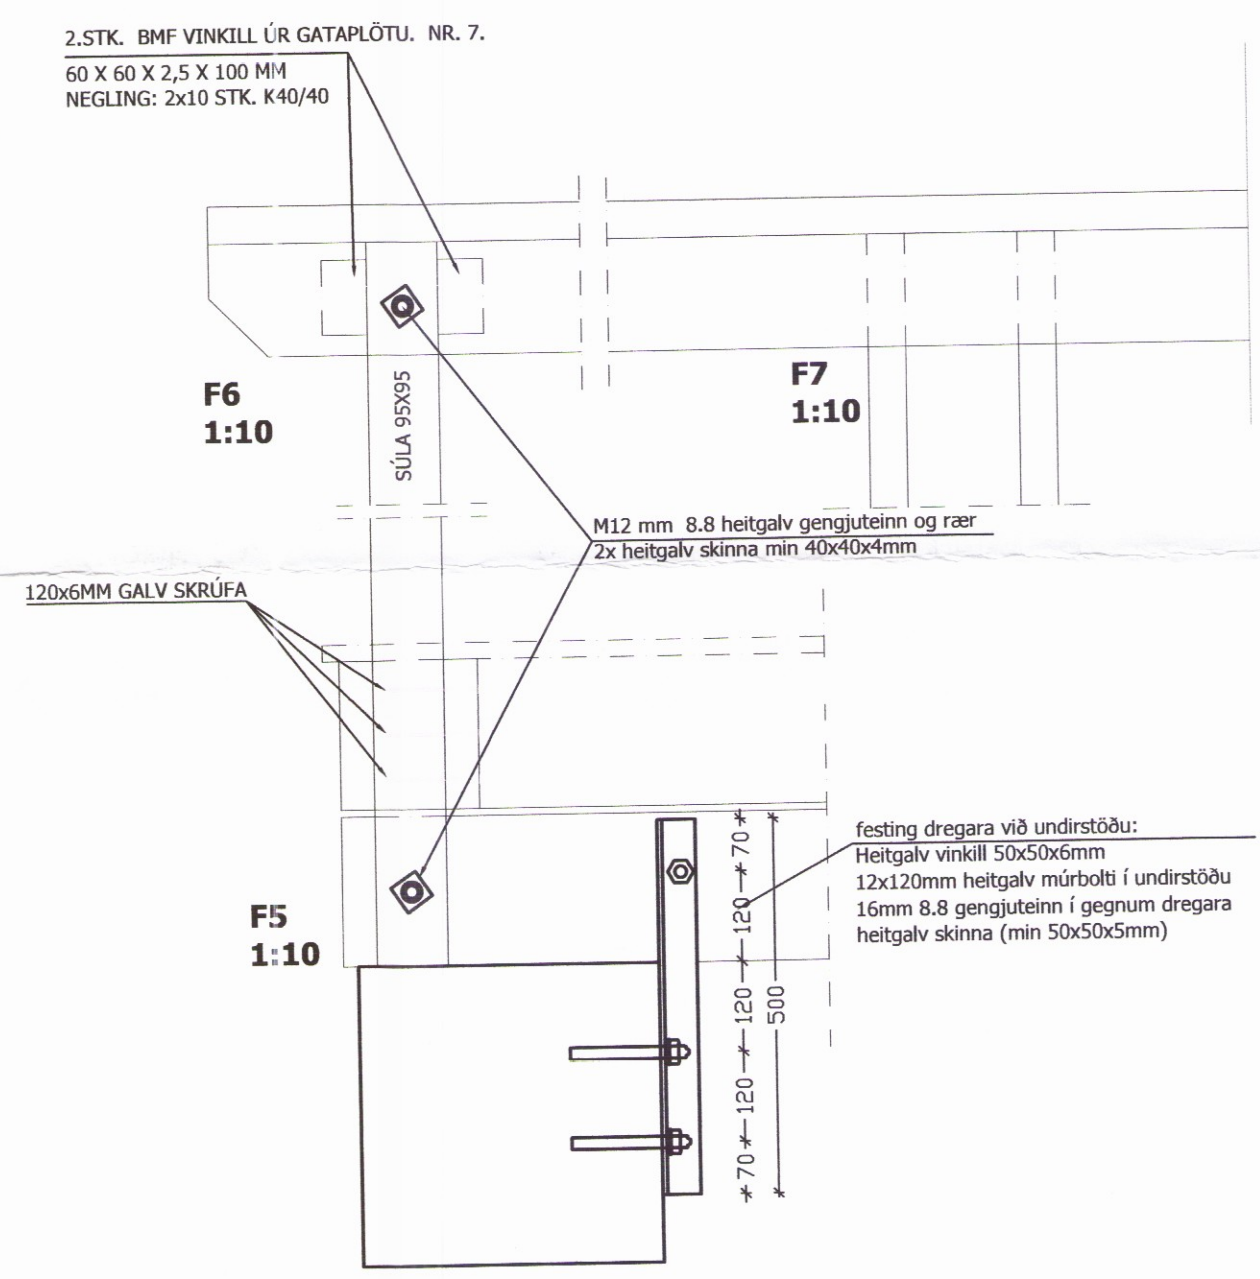 2.STK. BMF VINKILL ÚR GATAPLÖTU. NR. 7.
60 X 60 X 2,5 X 100 MM
NEGLING: 2x10 STK. K40/40
F6
1:10
SÚLA 95X95
F7
1:10
M12 mm 8.8 heitgalv gengjuteinn og rær
2x heitgalv skinna min 40x40x4mm
120x6MM GALV SKRÚFA
festing dregara við undirstöðu:
Heitgalv vinkill 50x50x6mm
12x120mm heitgalv múrbolti í undirstöðu
16mm 8.8 gengjuteinn í gegnum dregara
heitgalv skinna (min 50x50x5mm)
F5
1:10
70
120
120
120
70
500